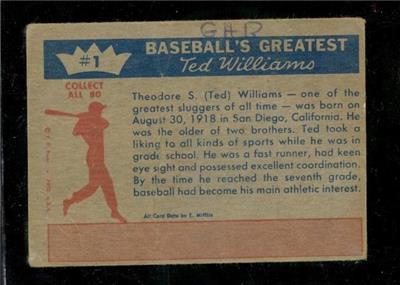 GHB
BASEBALL'S GREATEST
#1
Ted Williams
COLLECT
ALL 80
Theodore S. (Ted) Williams — one of the
greatest sluggers of all time — was born on
August 30, 1918 in San Diego, California. He
was the older of two brothers. Ted took a
liking to all kinds of sports while he was in
grade school. He was a fast runner, had keen
eye sight and possessed excellent coordination.
By the time he reached the seventh grade,
baseball had become his main athletic interest.
All Card Data by E. Mifflin